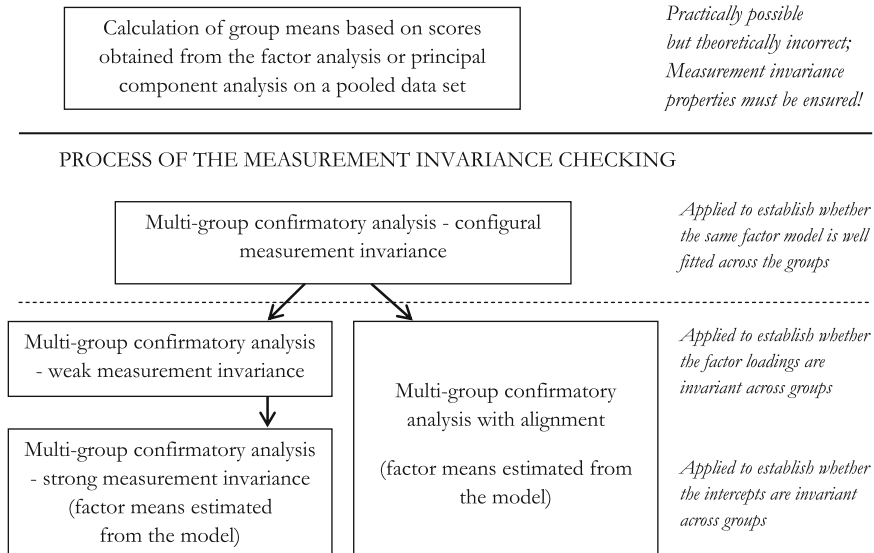 Calculation of group means based on scores
obtained from the factor analysis or principal
component analysis on a pooled data set
Practically possible
but theoretically incorrect;
Measurement invariance
properties must be ensured!
PROCESS OF THE MEASUREMENT INVARIANCE CHECKING
Multi-group confirmatory analysis - configural
measurement invariance
Applied to establish whether
the same factor model is well
fitted across the groups
Multi-group confirmatory analysis
- weak measurement invariance
Multi-group confirmatory
analysis with alignment
(factor means estimated from
the model)
Applied to establish whether
the factor loadings are
invariant across groups
Multi-group confirmatory analysis
- strong measurement invariance
(factor means estimated
from the model)
Applied to establish whether
the intercepts are invariant
across groups